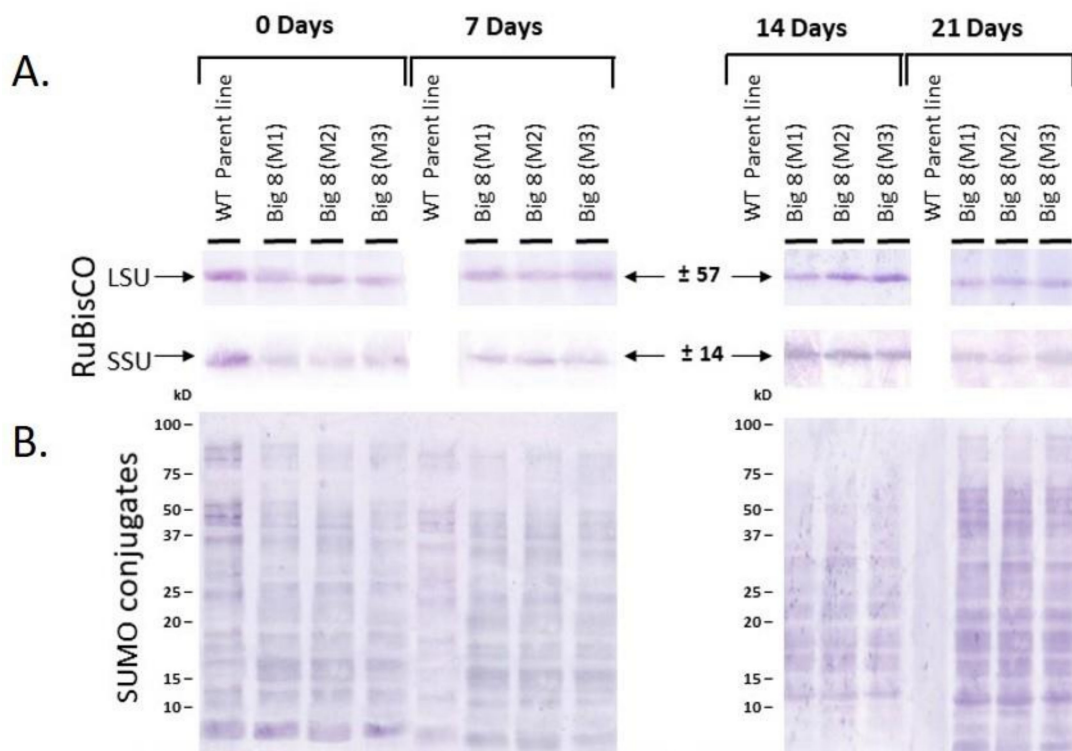 0 Days
7 Days
14 Days
21 Days
A.
WT Parent line
Big 8 (M1)
Big 8 (M2)
Big 8 (M3)
WT Parent line
Big 8 (M1)
Big 8 (M2)
Big 8 (M3)
WT Parent line
Big 8 (M1)
Big 8 (M2)
Big 8 (M3)
WT Parent line
Big 8 (M1)
Big 8 (M2)
Big 8 (M3)
RuBisCO
LSU
± 57
SSU
± 14
kD
kD
B.
SUMO conjugates
100
75
50
37
25
20
15
10
100
75
50
37
25
20
15
10